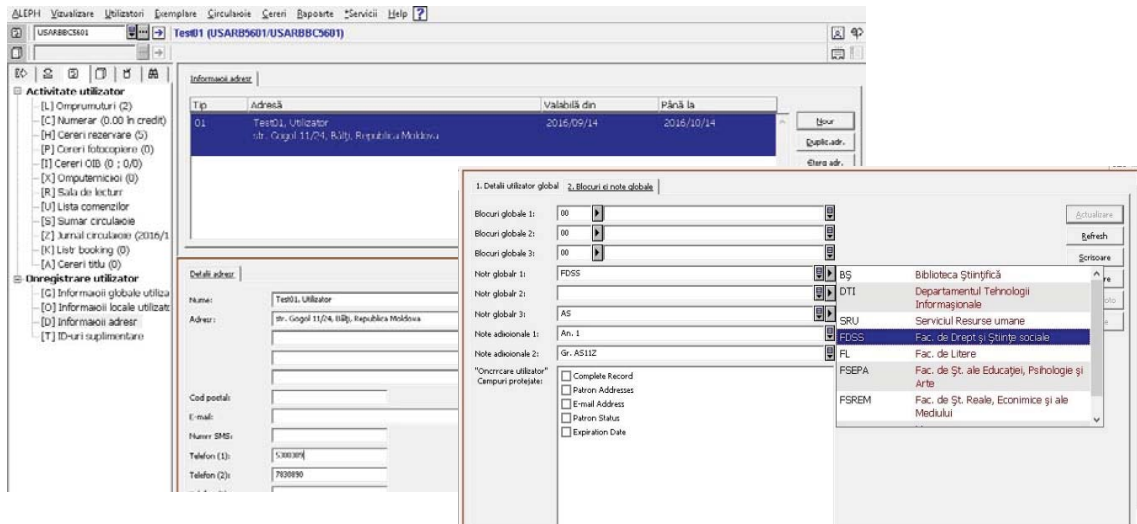 ALEPH Vizualizare Utilizatori Exemplare Circulaoie Cereri Rapoarte *Servicii Help ?
USARBBC5601
Test01 (USARB5601/USARBBC5601)
Activitate utilizator
[L] Omprumuturi (2)
[C] Numerar (0.00 în credit)
[H] Cereri rezervare (5)
[P] Cereri fotocopiere (0)
[I] Cereri OIB (0 ; 0/0)
[X] Omputernicioi (0)
[R] Sala de lecturr
[U] Lista comenzilor
[S] Sumar circulaoie
[Z] Jurnal circulaoie (2016/1
[K] Listr booking (0)
[A] Cereri titlu (0)
Onregistrare utilizator
[G] Informaoii globale utiliza
[O] Informaoii locale utilizatc
[D] Informaoii adresr
[T] ID-uri suplimentare
Informaoii adresr
Tip Adresă Valabilă din Până la
01 Test01, Utilizator 2016/09/14 2016/10/14
str. Gogol 11/24, Bălţi, Republica Moldova
Nour
Duplic.adr.
Sterg adr.
Detalii adresr
Nume: Test01, Utilizator
Adresr: str. Gogol 11/24, Bălţi, Republica Moldova
Cod postal:
E-mail:
Numrr SMS:
Telefon (1): 5300309
Telefon (2): 7030890
1. Detalii utilizator global 2. Blocuri oi note globale
Blocuri globale 1: 00
Blocuri globale 2: 00
Blocuri globale 3: 00
Notr globalr 1: FDSS
Notr globalr 2:
Notr globalr 3: AS
Note adioionale 1: An. 1
Note adioionale 2: Gr. AS11Z
"Oncrrcare utilizator"
Campuri protejate:
Complete Record
Patron Addresses
E-mail Address
Patron Status
Expiration Date
Actualizare
Refresh
Scrisoare
BŞ Biblioteca Ştiinţifică
DTI Departamentul Tehnologii
Informaşionale
SRU Serviciul Resurse umane
FDSS Fac. de Drept şi Ştiinţe sociale
FL Fac. de Litere
FSEPA Fac. de Şt. ale Educaţiei, Psihologie şi
Arte
FSREM Fac. de Şt. Reale, Econimice şi ale
Mediului